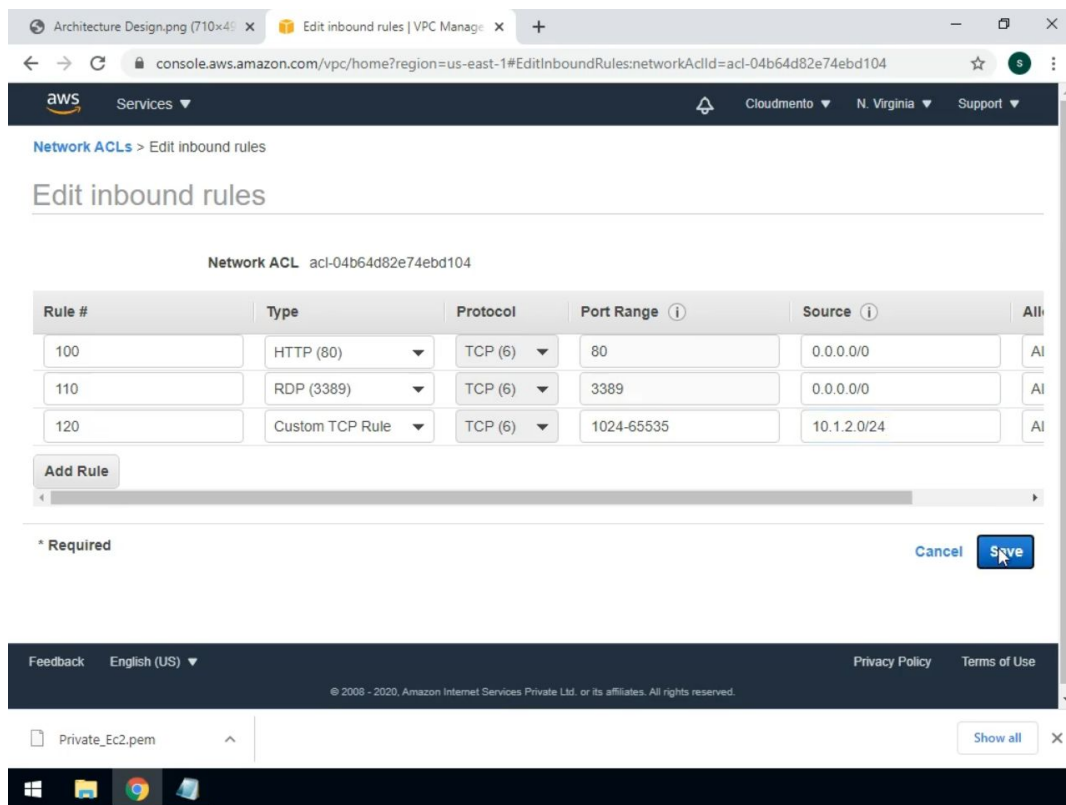 Architecture Design.png (710×49
Edit inbound rules | VPC Manage
console.aws.amazon.com/vpc/home?region=us-east-1#EditInboundRules:networkAclId=acl-04b64d82e74ebd104
S
aws
Services
Cloudmento
N. Virginia
Support
Network ACLs > Edit inbound rules
Edit inbound rules
Network ACL acl-04b64d82e74ebd104
Rule # Type Protocol Port Range i Source i All
100 HTTP (80) TCP (6) 80 0.0.0.0/0 Al
110 RDP (3389) TCP (6) 3389 0.0.0.0/0 Al
120 Custom TCP Rule TCP (6) 1024-65535 10.1.2.0/24 Al
Add Rule
* Required
Cancel Save
Feedback English (US) Privacy Policy Terms of Use
© 2008 - 2020, Amazon Internet Services Private Ltd. or its affiliates. All rights reserved.
Private_Ec2.pem
Show all